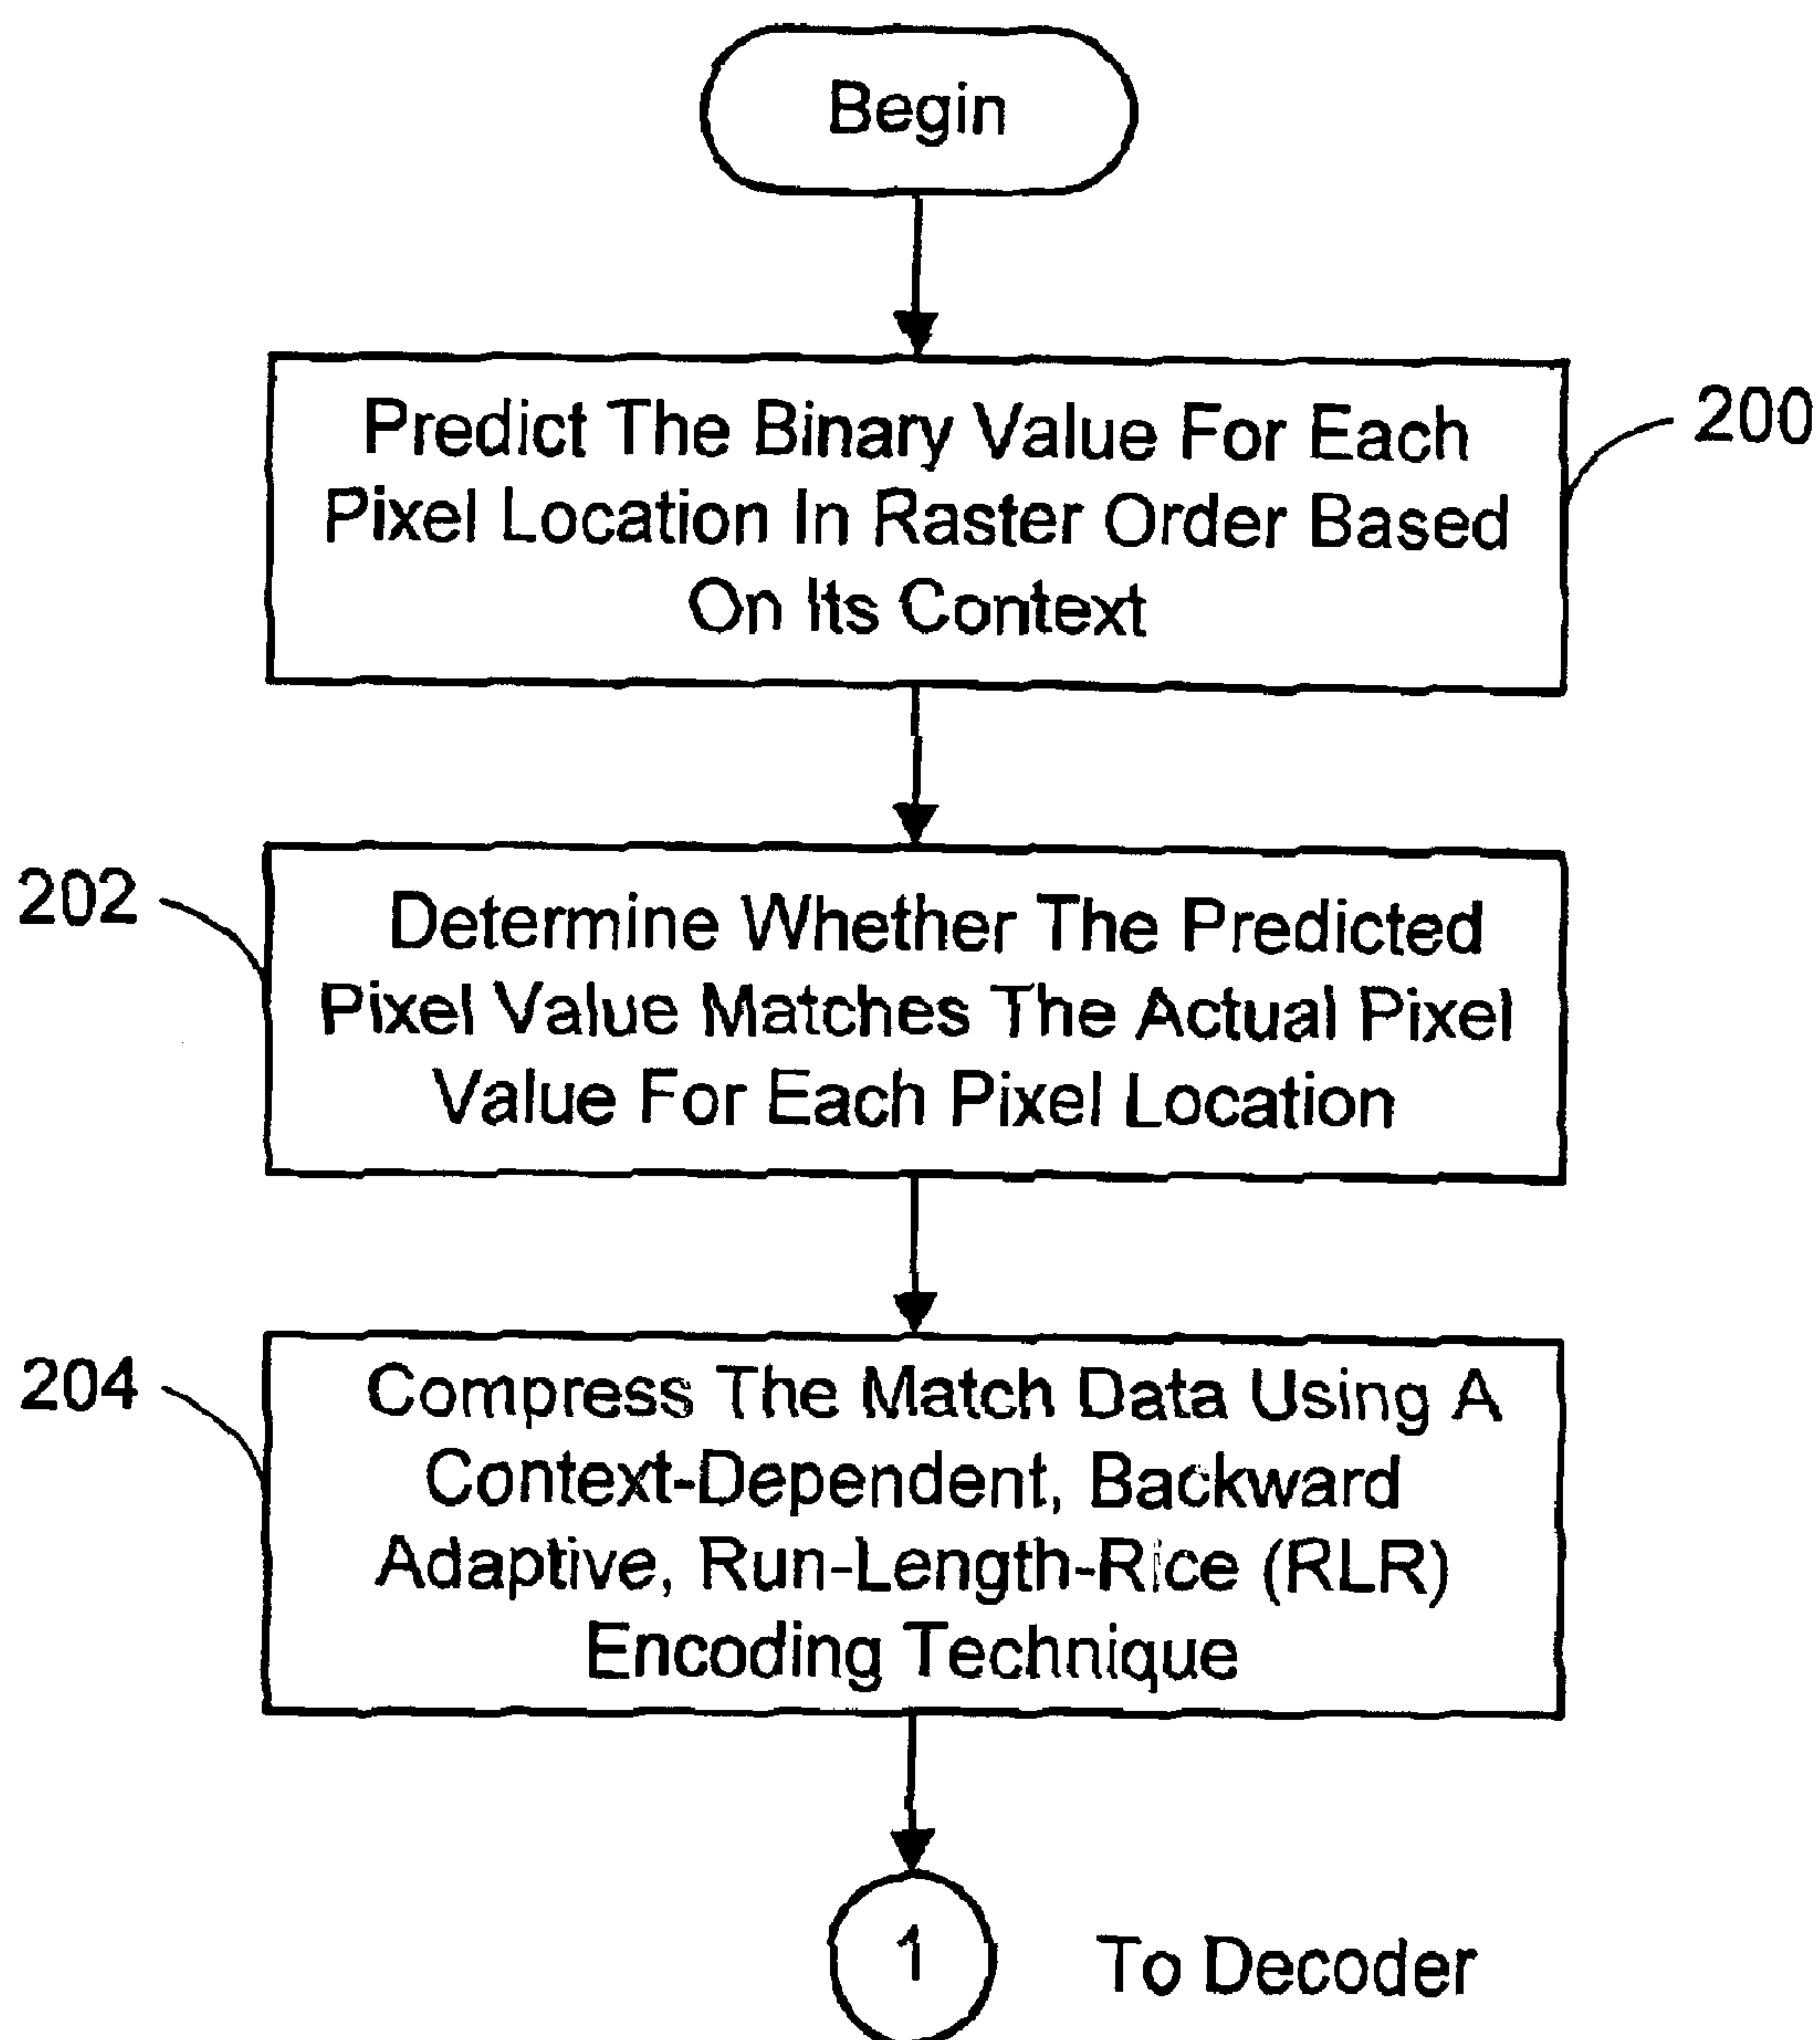 Begin
Predict The Binary Value For Each
Pixel Location In Raster Order Based
On Its Context
200
202
Determine Whether The Predicted
Pixel Value Matches The Actual Pixel
Value For Each Pixel Location
204
Compress The Match Data Using A
Context-Dependent, Backward
Adaptive, Run-Length-Rice (RLR)
Encoding Technique
1
To Decoder